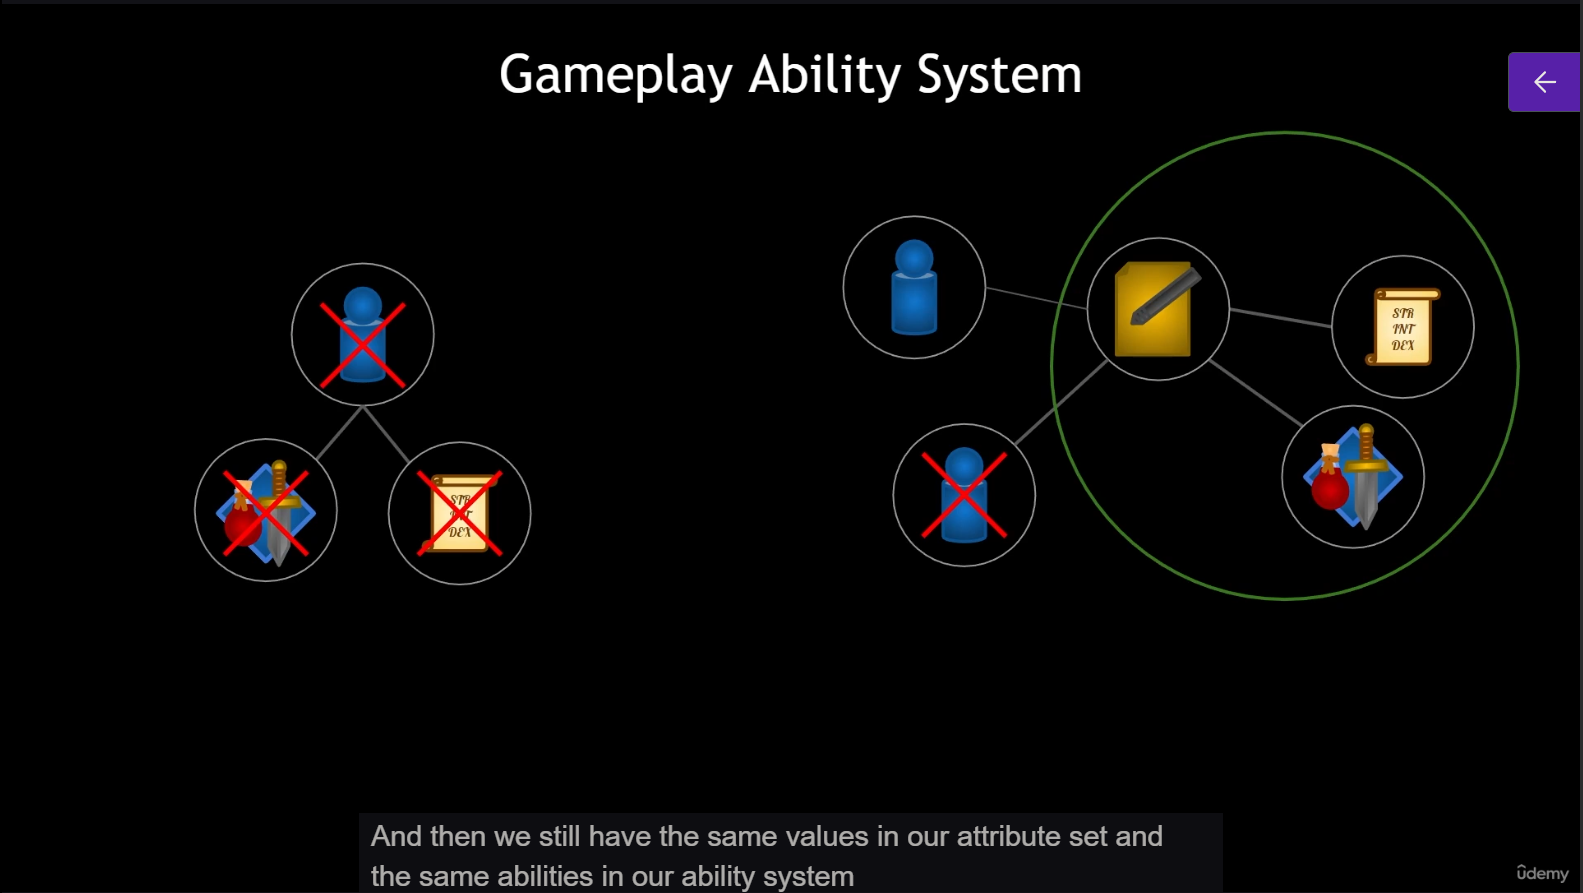 Gameplay Ability System
STR
INT
DEX
STR
DEX
And then we still have the same values in our attribute set and
the same abilities in our ability system
ûdemy